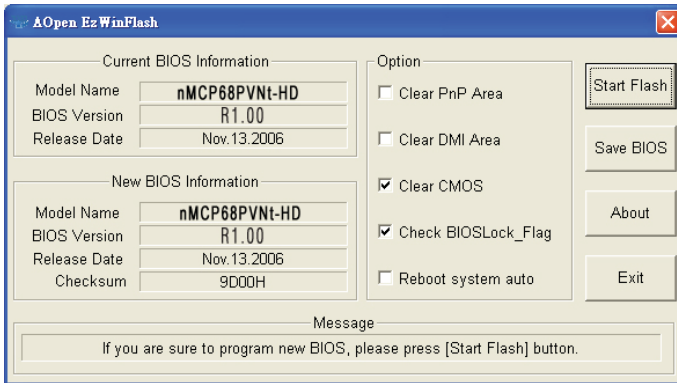 AOpen EzWinFlash
Current BIOS Information
Model Name nMCP68PVNt-HD
BIOS Version R1.00
Release Date Nov.13.2006
New BIOS Information
Model Name nMCP68PVNt-HD
BIOS Version R1.00
Release Date Nov.13.2006
Checksum 9D00H
Option
Clear PnP Area
Clear DMI Area
Clear CMOS
Check BIOSLock_Flag
Reboot system auto
Start Flash
Save BIOS
About
Exit
Message
If you are sure to program new BIOS, please press [Start Flash] button.